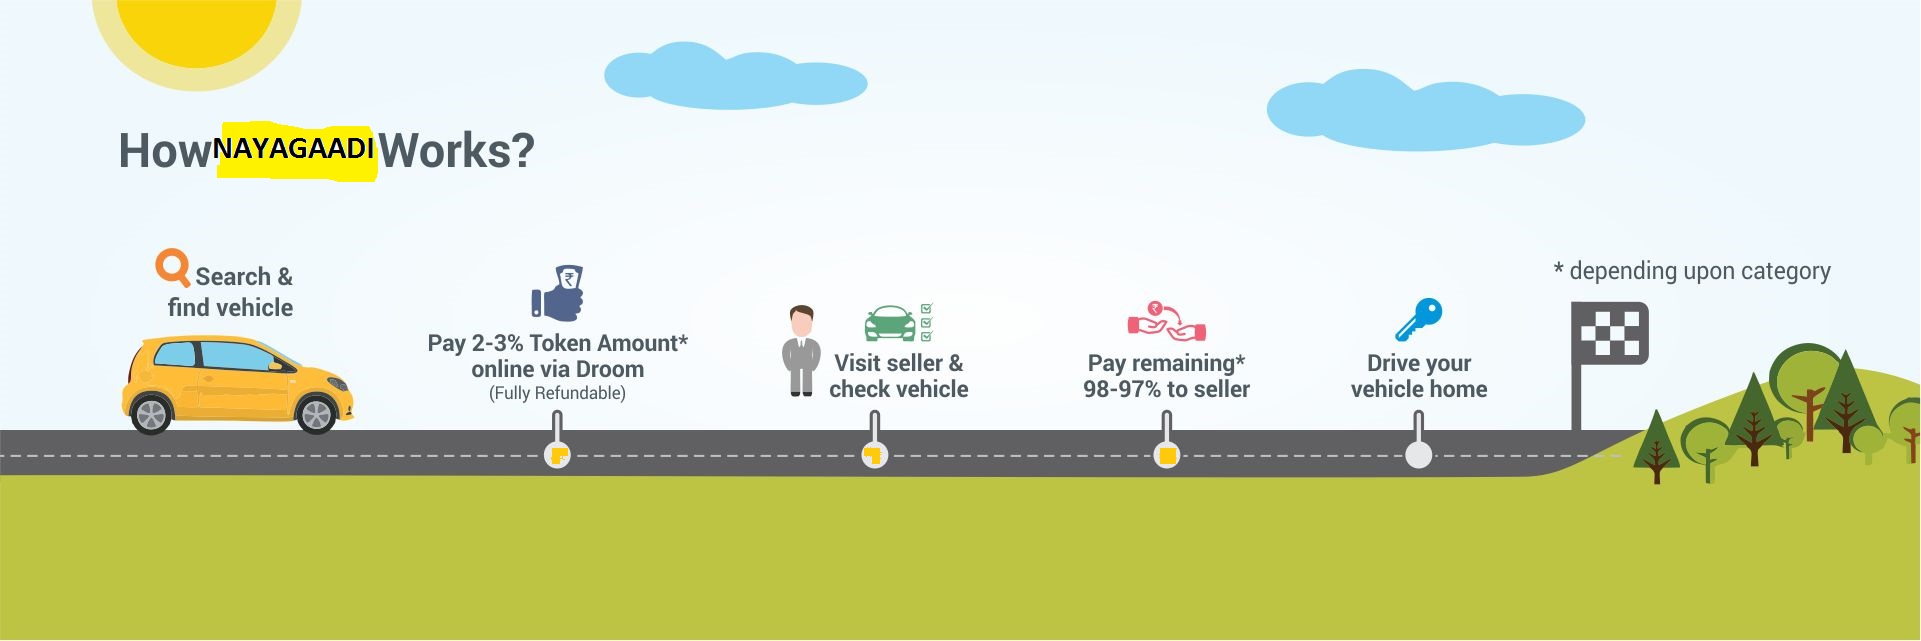 How NAYAGAADI Works?
Search &
find vehicle
Pay 2-3% Token Amount*
online via Droom
(Fully Refundable)
Visit seller &
check vehicle
Pay remaining*
98-97% to seller
Drive your
vehicle home
* depending upon category